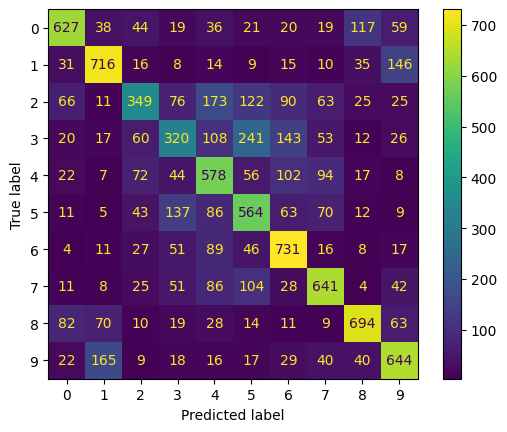 0 627 38 44 19 36 21 20 19 117 59
1 31 716 16 8 14 9 15 10 35 146
2 66 11 349 76 173 122 90 63 25 25
3 20 17 60 320 108 241 143 53 12 26
4 22 7 72 44 578 56 102 94 17 8
5 11 5 43 137 86 564 63 70 12 9
6 4 11 27 51 89 46 731 16 8 17
7 11 8 25 51 86 104 28 641 4 42
8 82 70 10 19 28 14 11 9 694 63
9 22 165 9 18 16 17 29 40 40 644
0 1 2 3 4 5 6 7 8 9
Predicted label
True label
700
600
500
400
300
200
100